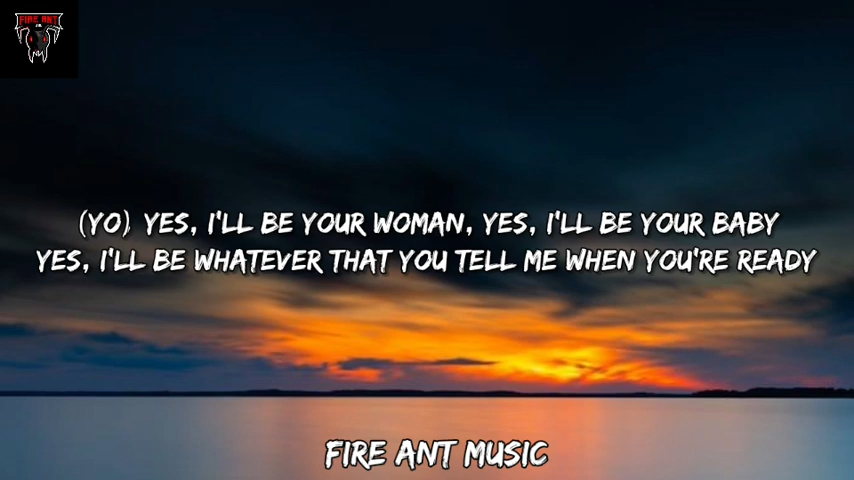 FIRE ANT
(YO) YES, I'LL BE YOUR WOMAN, YES, I'LL BE YOUR BABY
YES, I'LL BE WHATEVER THAT YOU TELL ME WHEN YOU'RE READY
FIRE ANT MUSIC